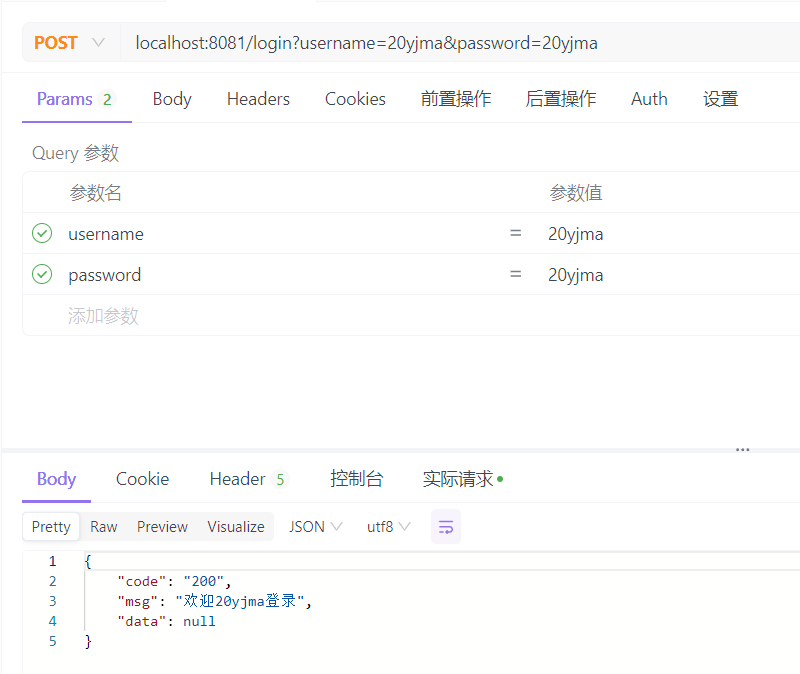 POST localhost:8081/login?username=20yjma&password=20yjma
Params 2 Body Headers Cookies 前置操作 后置操作 Auth 设置
Query 参数
参数名 参数值
username = 20yjma
password = 20yjma
添加参数
Body Cookie Header 5 控制台 实际请求
Pretty Raw Preview Visualize JSON utf8
1 {
2 "code": "200",
3 "msg": "欢迎20yjma登录",
4 "data": null
5 }